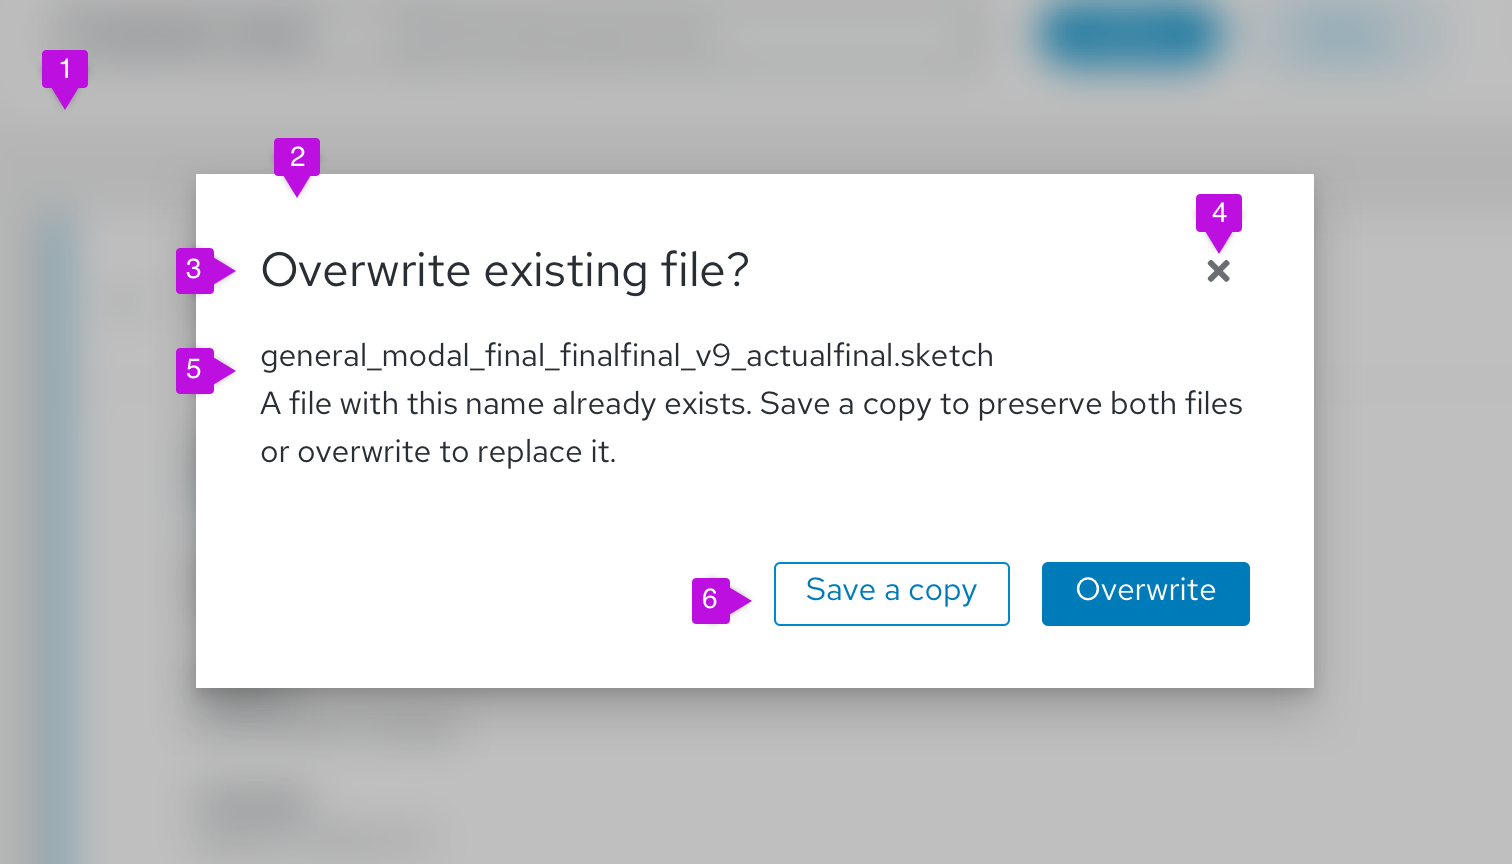 1
2
4
3 Overwrite existing file?
5 general_modal_final_finalfinal_v9_actualfinal.sketch
A file with this name already exists. Save a copy to preserve both files
or overwrite to replace it.
6 Save a copy Overwrite